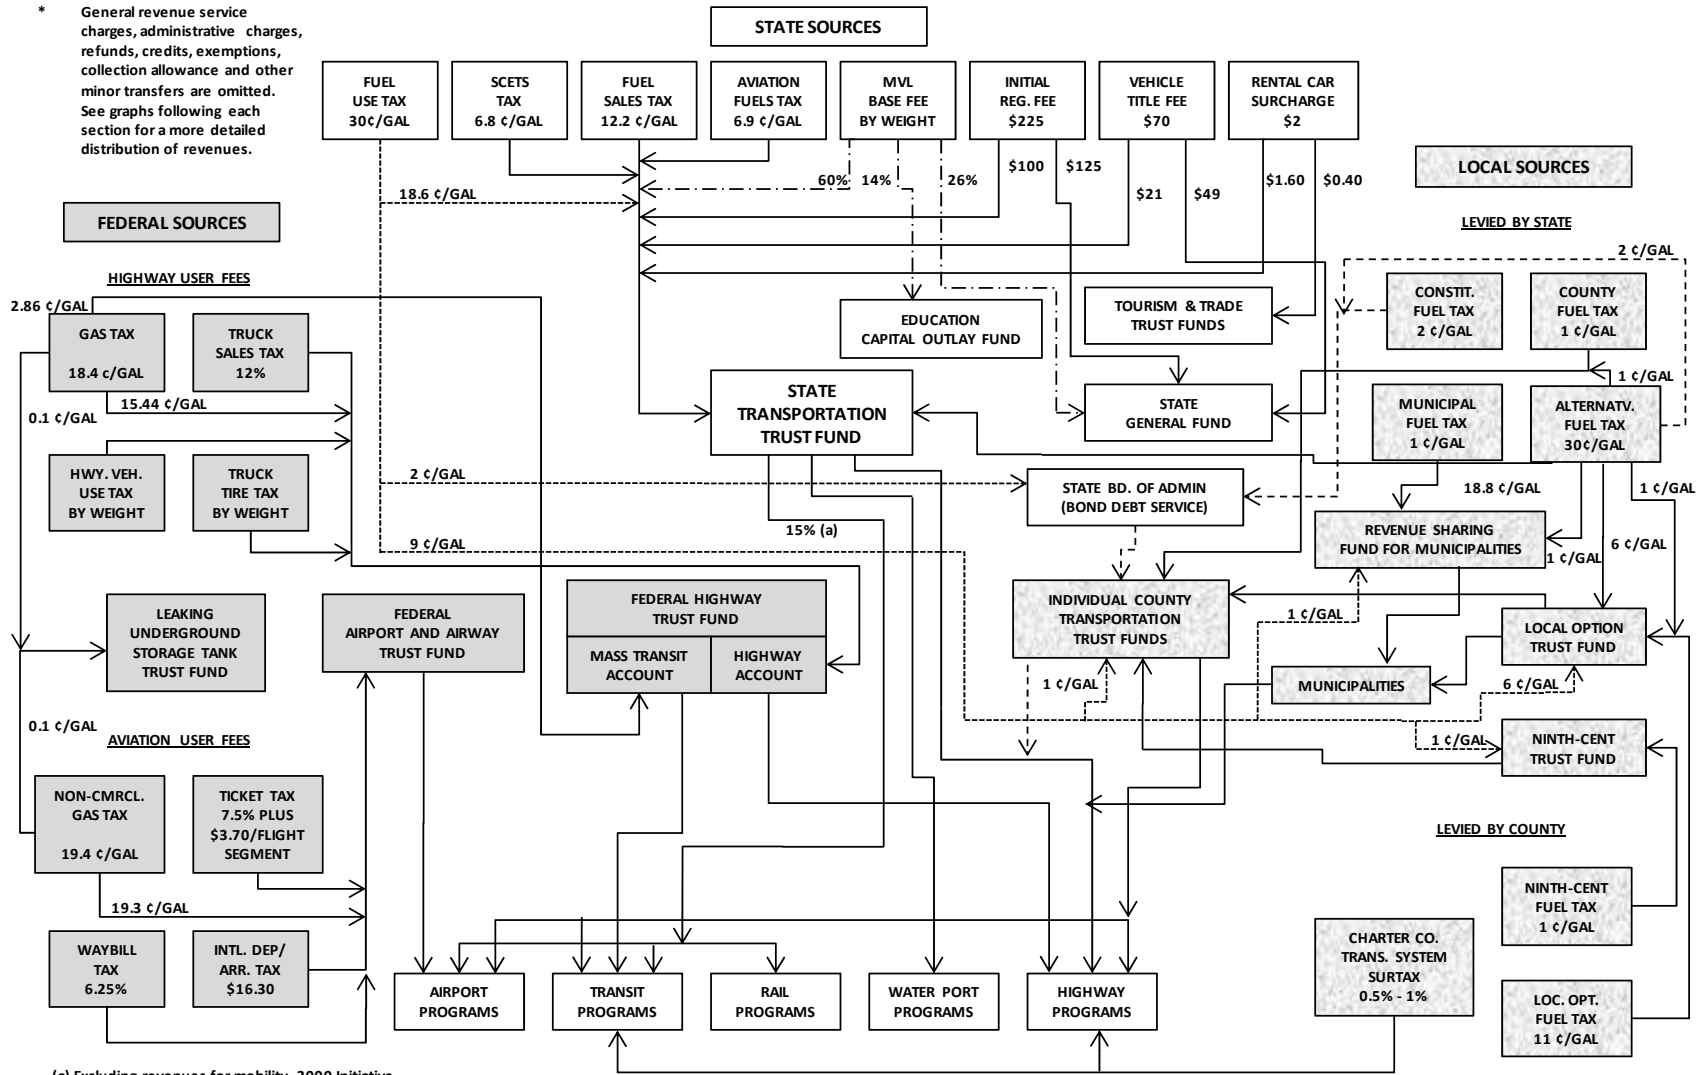 *
General revenue service
charges, administrative charges,
refunds, credits, exemptions,
collection allowance and other
minor transfers are omitted.
See graphs following each
section for a more detailed
distribution of revenues.
STATE SOURCES
FUEL
USE TAX
30¢/GAL
SCETS
TAX
6.8 ¢/GAL
FUEL
SALES TAX
12.2 ¢/GAL
AVIATION
FUELS TAX
6.9 ¢/GAL
MVL
BASE FEE
BY WEIGHT
INITIAL
REG. FEE
$225
VEHICLE
TITLE FEE
$70
RENTAL CAR
SURCHARGE
$2
60%
14%
26%
$100
$125
$21
$49
$1.60
$0.40
18.6 ¢/GAL
LOCAL SOURCES
LEVIED BY STATE
FEDERAL SOURCES
HIGHWAY USER FEES
2.86 ¢/GAL
GAS TAX
18.4 c/GAL
TRUCK
SALES TAX
12%
15.44 ¢/GAL
0.1 ¢/GAL
HWY. VEH.
USE TAX
BY WEIGHT
TRUCK
TIRE TAX
BY WEIGHT
EDUCATION
CAPITAL OUTLAY FUND
TOURISM & TRADE
TRUST FUNDS
STATE
TRANSPORTATION
TRUST FUND
STATE
GENERAL FUND
2 ¢/GAL
CONSTIT.
FUEL TAX
2 ¢/GAL
COUNTY
FUEL TAX
1 ¢/GAL
1 ¢/GAL
MUNICIPAL
FUEL TAX
1 ¢/GAL
ALTERNATV.
FUEL TAX
30¢/GAL
2 ¢/GAL
STATE BD. OF ADMIN
(BOND DEBT SERVICE)
18.8 ¢/GAL
1 ¢/GAL
15% (a)
9 ¢/GAL
REVENUE SHARING
FUND FOR MUNICIPALITIES
1 ¢/GAL
6 ¢/GAL
LEAKING
UNDERGROUND
STORAGE TANK
TRUST FUND
FEDERAL
AIRPORT AND AIRWAY
TRUST FUND
FEDERAL HIGHWAY
TRUST FUND
MASS TRANSIT
ACCOUNT
HIGHWAY
ACCOUNT
INDIVIDUAL COUNTY
TRANSPORTATION
TRUST FUNDS
1 ¢/GAL
LOCAL OPTION
TRUST FUND
1 ¢/GAL
MUNICIPALITIES
6 ¢/GAL
0.1 ¢/GAL
AVIATION USER FEES
1 ¢/GAL
NINTH-CENT
TRUST FUND
NON-CMRCL.
GAS TAX
19.4 ¢/GAL
TICKET TAX
7.5% PLUS
$3.70/FLIGHT
SEGMENT
19.3 ¢/GAL
LEVIED BY COUNTY
NINTH-CENT
FUEL TAX
1 ¢/GAL
WAYBILL
TAX
6.25%
INTL. DEP/
ARR. TAX
$16.30
AIRPORT
PROGRAMS
TRANSIT
PROGRAMS
RAIL
PROGRAMS
WATER PORT
PROGRAMS
HIGHWAY
PROGRAMS
CHARTER CO.
TRANS. SYSTEM
SURTAX
0.5% - 1%
LOC. OPT.
FUEL TAX
11 ¢/GAL